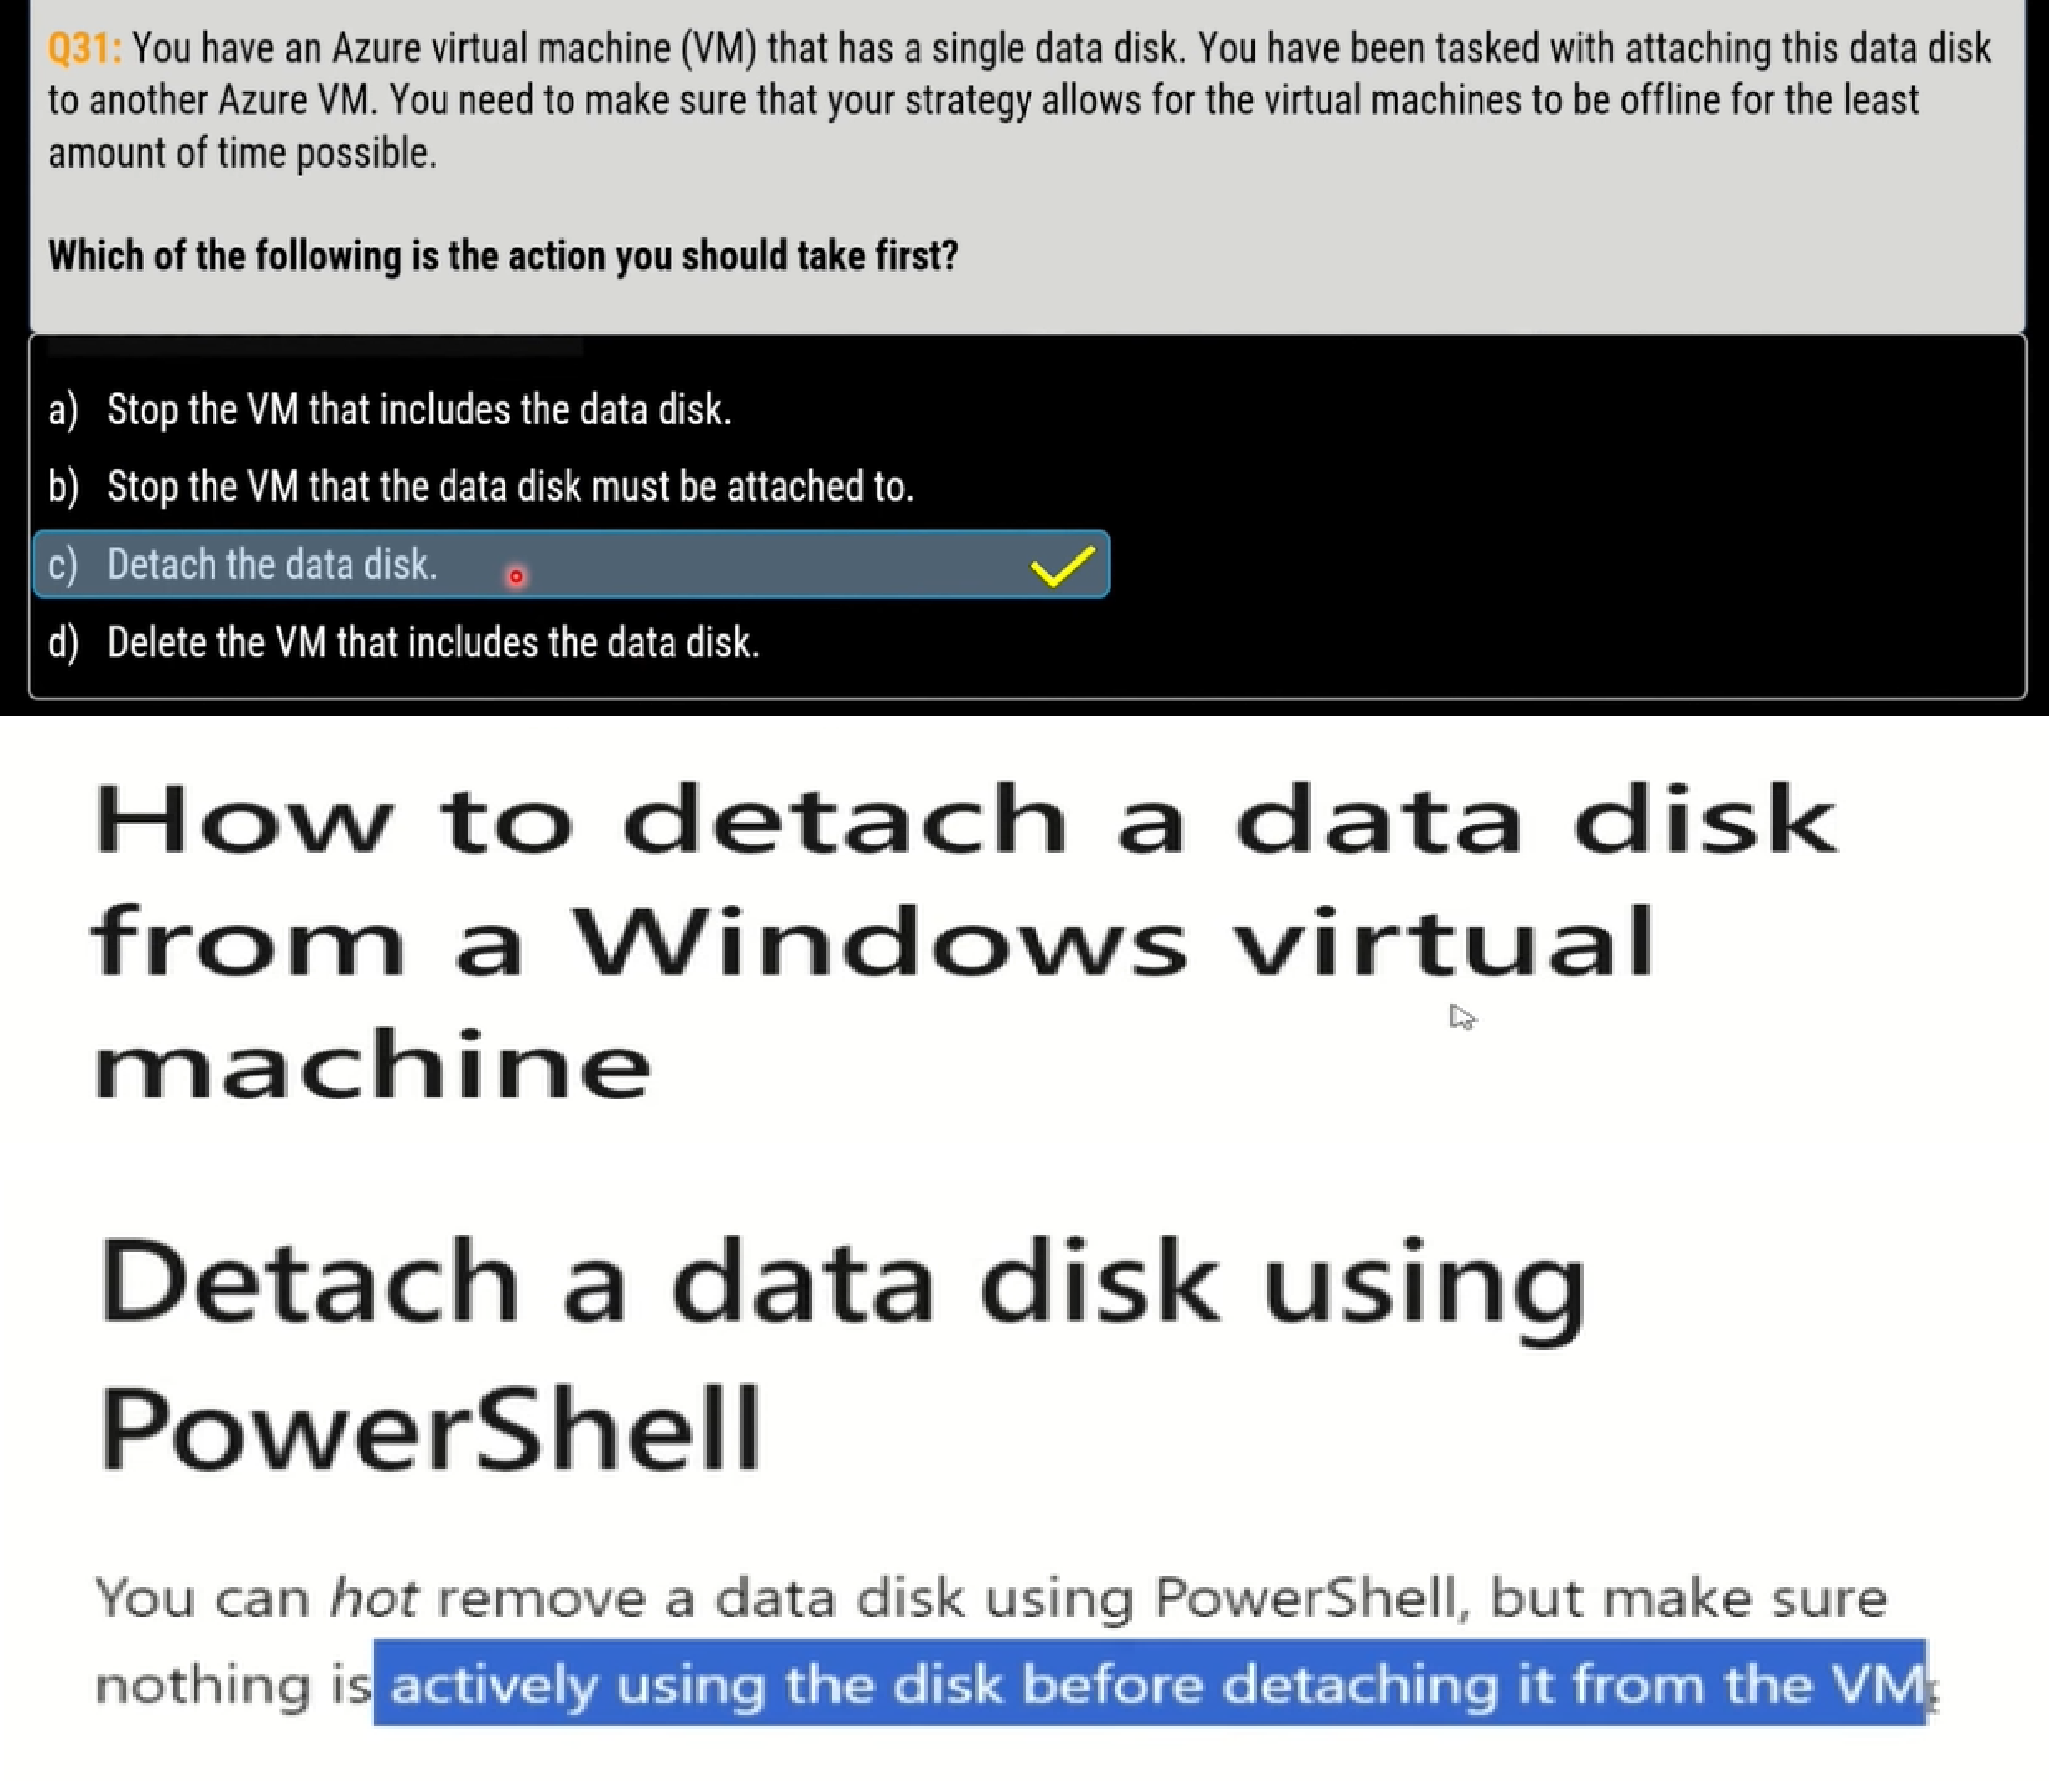 Q31: You have an Azure virtual machine (VM) that has a single data disk. You have been tasked with attaching this data disk
to another Azure VM. You need to make sure that your strategy allows for the virtual machines to be offline for the least
amount of time possible.
Which of the following is the action you should take first?
a) Stop the VM that includes the data disk.
b) Stop the VM that the data disk must be attached to.
c) Detach the data disk.
d) Delete the VM that includes the data disk.
How to detach a data disk
from a Windows virtual
machine
Detach a data disk using
PowerShell
You can hot remove a data disk using PowerShell, but make sure
nothing is actively using the disk before detaching it from the VM.